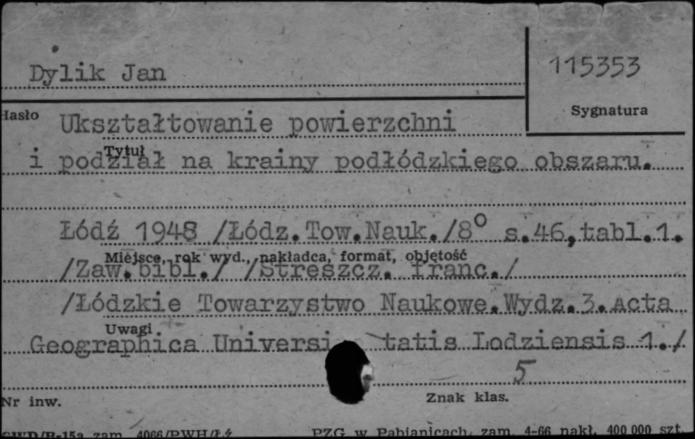 Dylik Jan
115353
Hasło
Sygnatura
Ukształtowanie powierzchni
Tytuł
i podział na krainy podłódzkiego obszaru.
Łódź 1948 /Łódz.Tow.Nauk./8° s.46,tabl.1.
Miejsce, rok wyd., nakładca, format, objętość
/Zaw.bibl./ /Streszcz. franc./
/Łódzkie Towarzystwo Naukowe.Wydz.3.Acta
Uwagi
Geographica Universi tatis Lodziensis 1./
5
Nr inw.
Znak klas.
PZG w Pabianicach, zam. 4-66 nakł. 400 000 szt.